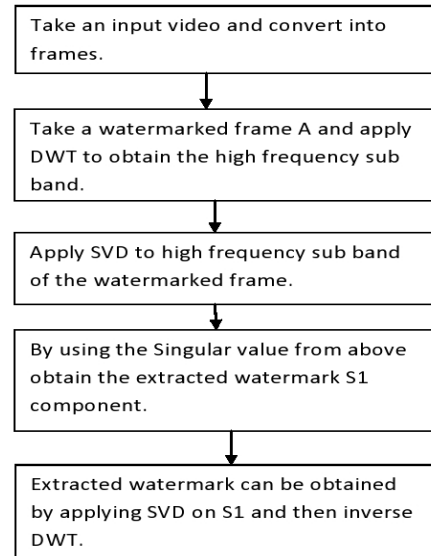 Take an input video and convert into
frames.
Take a watermarked frame A and apply
DWT to obtain the high frequency sub
band.
Apply SVD to high frequency sub band
of the watermarked frame.
By using the Singular value from above
obtain the extracted watermark S1
component.
Extracted watermark can be obtained
by applying SVD on S1 and then inverse
DWT.